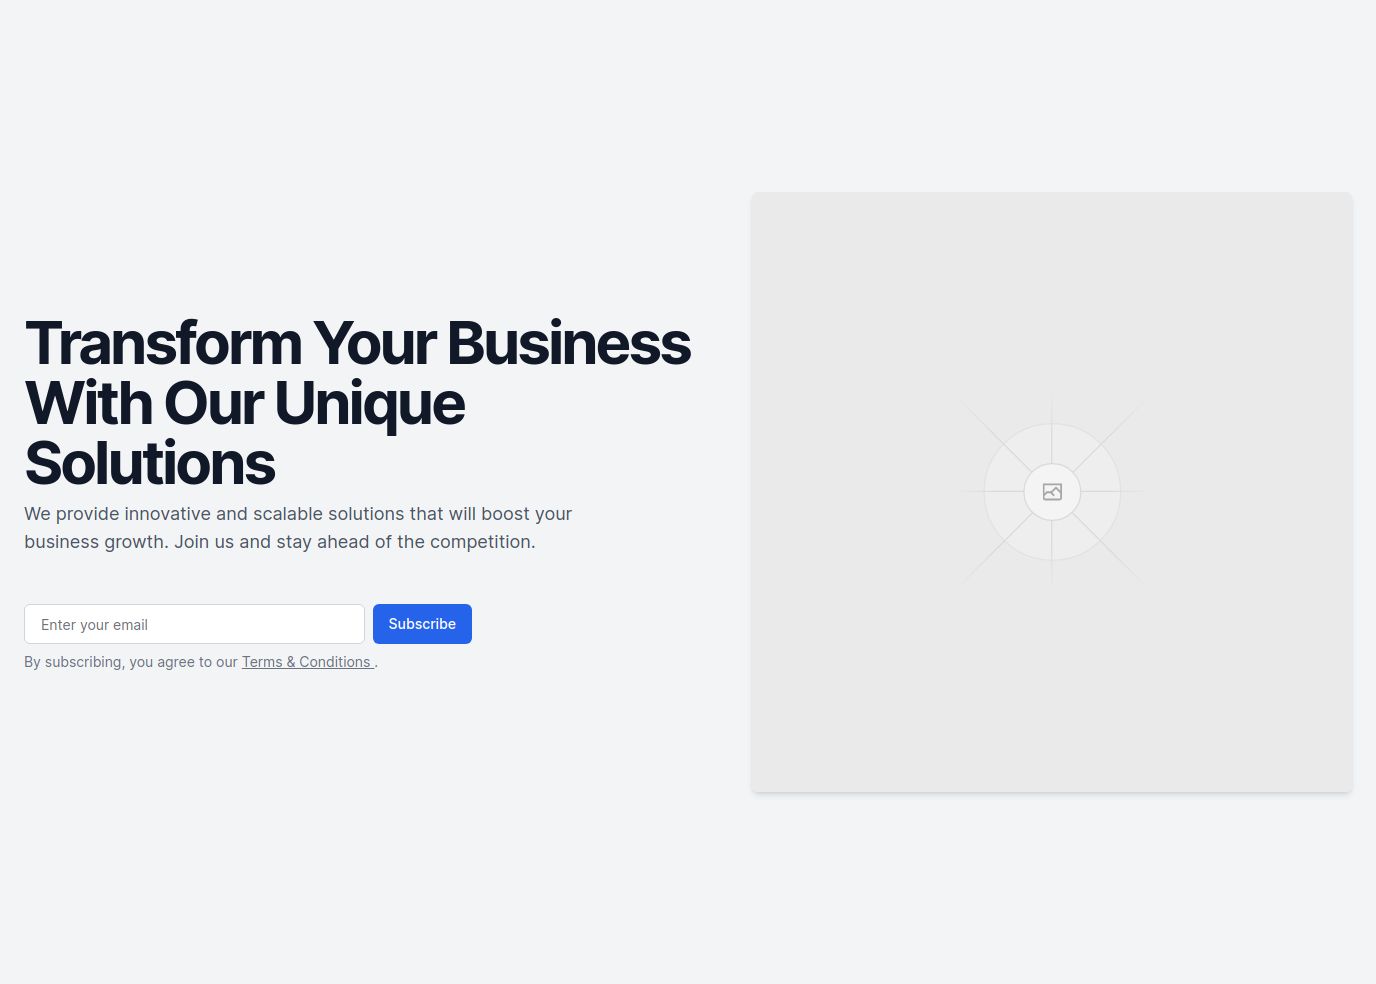 Transform Your Business
With Our Unique
Solutions
We provide innovative and scalable solutions that will boost your
business growth. Join us and stay ahead of the competition.
Enter your email
Subscribe
By subscribing, you agree to our Terms & Conditions .